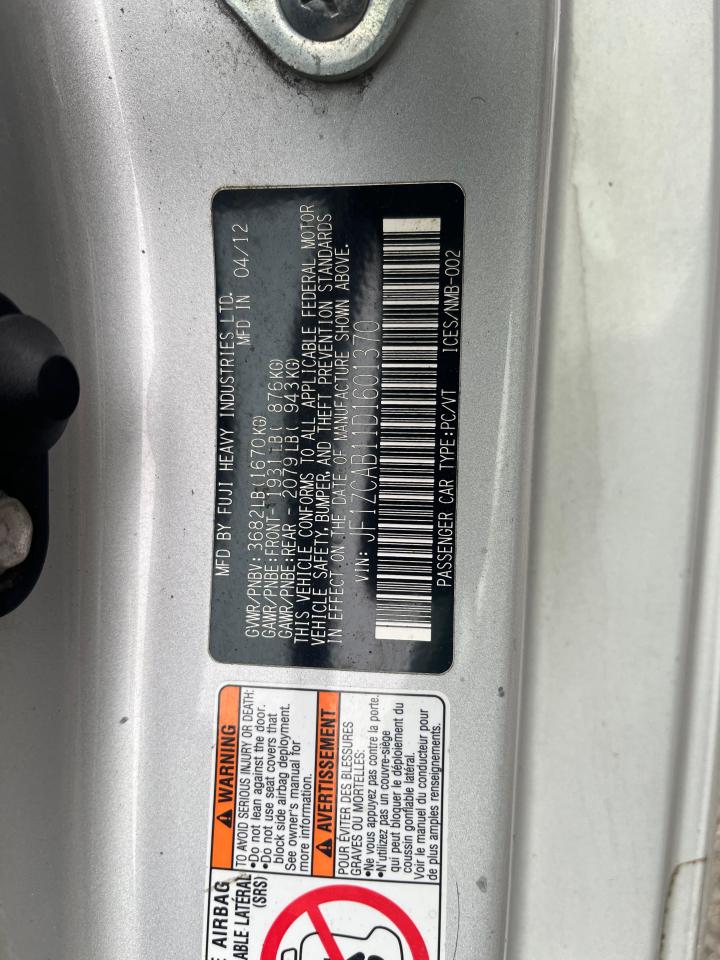 MFD BY FUJI HEAVY INDUSTRIES LTD.
MFD IN 04/12
GVWR/PNBV: 3682LB(1670KG)
GAWR/PNBE:FRONT-1931LB( 876KG)
GAWR/PNBE:REAR -2079LB( 943KG)
THIS VEHICLE CONFORMS TO ALL APPLICABLE FEDERAL MOTOR
VEHICLE SAFETY, BUMPER, AND THEFT PREVENTION STANDARDS
IN EFFECT ON THE DATE OF MANUFACTURE SHOWN ABOVE.
VIN: JF1ZCAB11D1601370
PASSENGER CAR TYPE:PC/VT ICES/NMB-002
E AIRBAG
ABLE LATÉRAL
(SRS)
WARNING
TO AVOID SERIOUS INJURY OR DEATH:
•Do not lean against the door.
•Do not use seat covers that
block side airbag deployment.
See owner's manual for
more information.
AVERTISSEMENT
POUR ÉVITER DES BLESSURES
GRAVES OU MORTELLES:
•Ne vous appuyez pas contre la porte.
•N'utilizez pas un couvre-siège
qui peut bloquer le déploiement du
coussin gonflable latéral.
Voir le manuel du conducteur pour
de plus amples renseignements.